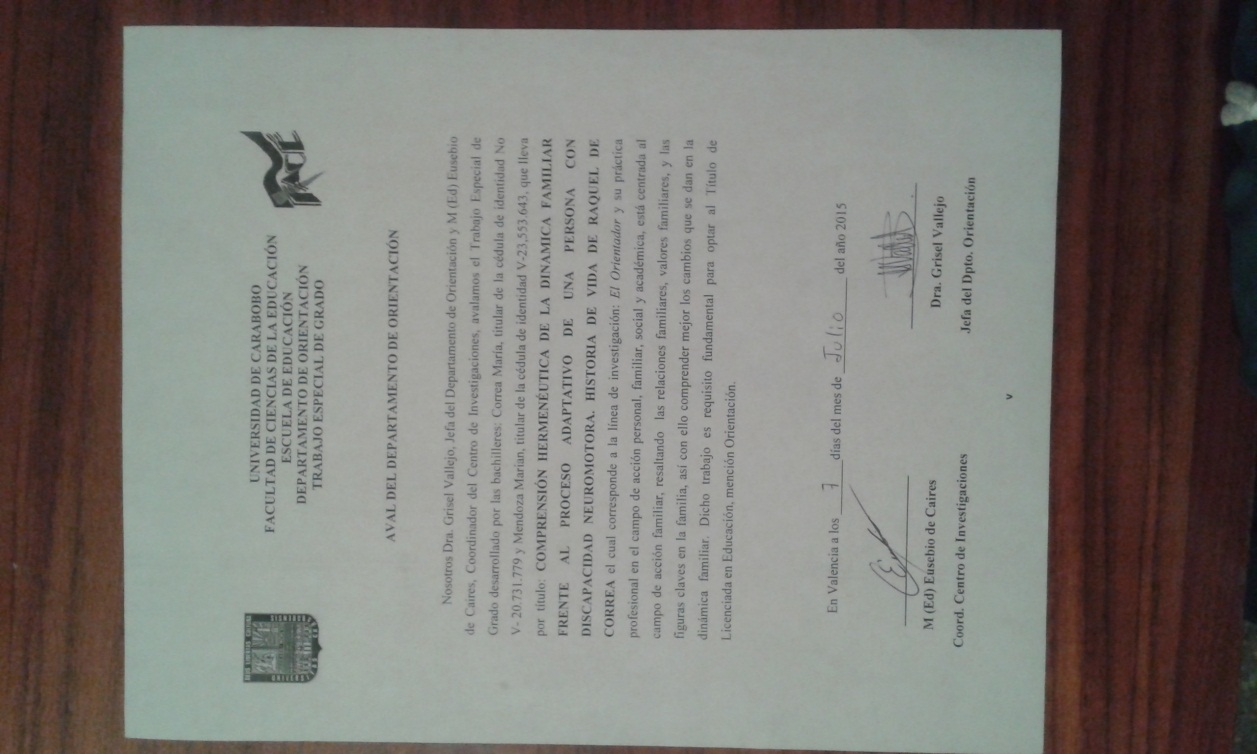 UNIVERSIDAD DE CARABOBO
FACULTAD DE CIENCIAS DE LA EDUCACIÓN
ESCUELA DE EDUCACIÓN
DEPARTAMENTO DE ORIENTACIÓN
TRABAJO ESPECIAL DE GRADO
FACE
AVAL DEL DEPARTAMENTO DE ORIENTACIÓN
Nosotros Dra. Grisel Vallejo, Jefa del Departamento de Orientación y M (Ed) Eusebio
de Caires, Coordinador del Centro de Investigaciones, avalamos el Trabajo Especial de
Grado desarrollado por las bachilleres: Correa María, titular de la cédula de identidad No
V- 20.731.779 y Mendoza Marian, titular de la cédula de identidad V-23,553.643, que lleva
por título: COMPRENSIÓN HERMENÉUTICA DE LA DINAMICA FAMILIAR
FRENTE AL PROCESO ADAPTATIVO DE UNA PERSONA CON
DISCAPACIDAD NEUROMOTORA. HISTORIA DE VIDA DE RAQUEL DE
CORREA el cual corresponde a la línea de investigación: El Orientador y su práctica
profesional en el campo de acción personal, familiar, social y académica, está centrada al
campo de acción familiar, resaltando las relaciones familiares, valores familiares, y las
figuras claves en la familia, así con ello comprender mejor los cambios que se dan en la
dinámica familiar. Dicho trabajo es requisito fundamental para optar al Título de
Licenciada en Educación, mención Orientación.
En Valencia a los 7 días del mes de Julio del año 2015
M (Ed) Eusebio de Caires
Coord. Centro de Investigaciones
Dra. Grisel Vallejo
Jefa del Dpto. Orientación
v